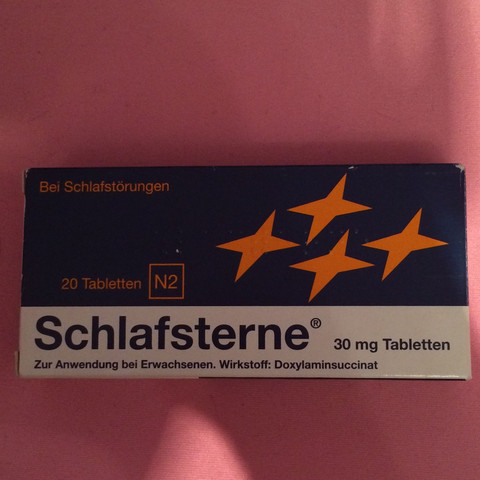 Bei Schlafstörungen
20 Tabletten N2
Schlafsterne® 30 mg Tabletten
Zur Anwendung bei Erwachsenen. Wirkstoff: Doxylaminsuccinat